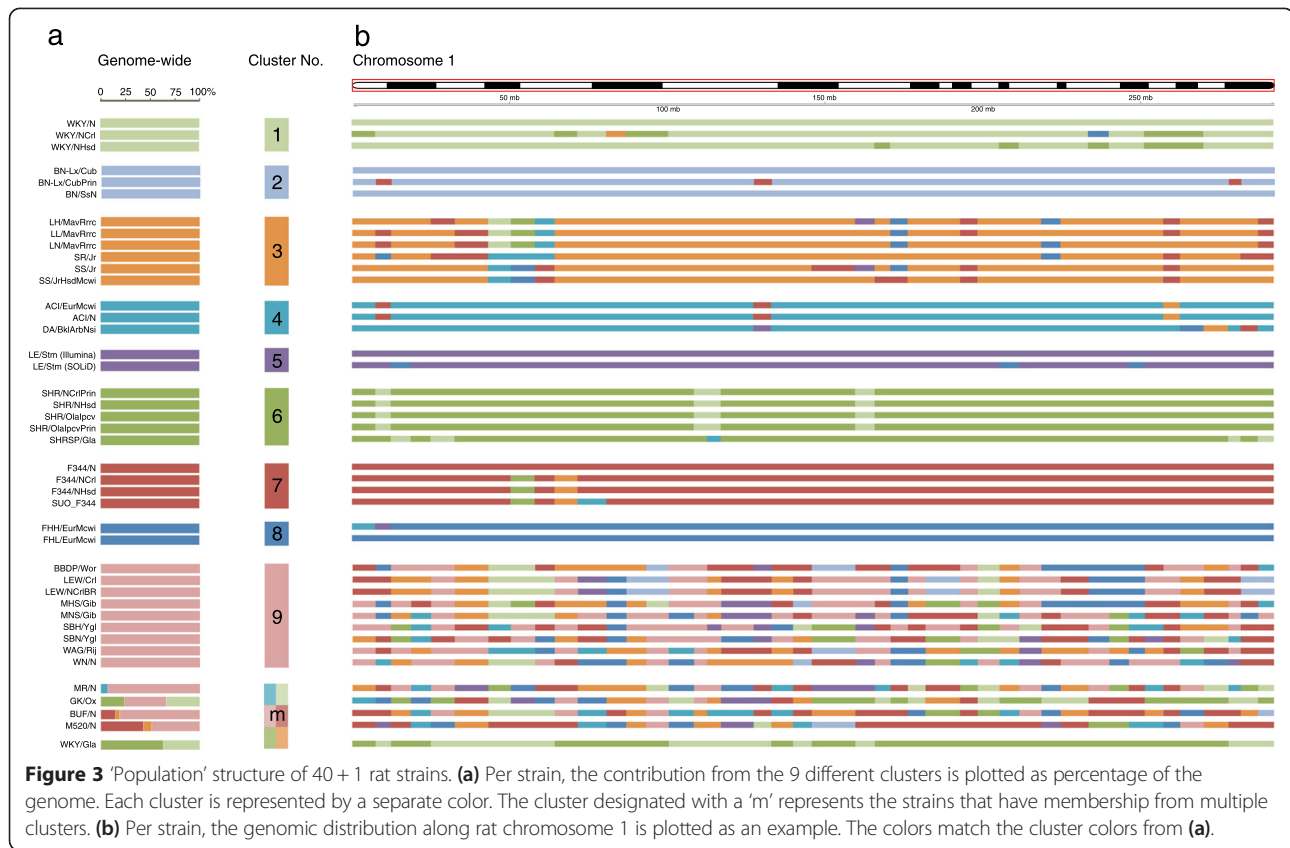 a
b
Genome-wide
Cluster No.
Chromosome 1
0 25 50 75 100%
50 mb
100 mb
150 mb
200 mb
250 mb
WKY/N
WKY/NCrl
WKY/NHsd
1
BN-Lx/Cub
BN-Lx/CubPrin
BN/SsN
2
LH/MavRrrc
LL/MavRrrc
LN/MavRrrc
SR/Jr
SS/Jr
SS/JrHsdMcwi
3
ACI/EurMcwi
ACI/N
DA/BklArbNsi
4
LE/Stm (Illumina)
LE/Stm (SOLiD)
5
SHR/NCrlPrin
SHR/NHsd
SHR/OlaIpcv
SHR/OlaIpcvPrin
SHRSP/Gla
6
F344/N
F344/NCrl
F344/NHsd
SUO_F344
7
FHH/EurMcwi
FHL/EurMcwi
8
BBDP/Wor
LEW/Crl
LEW/NCrlBR
MHS/Gib
MNS/Gib
SBH/Ygl
SBN/Ygl
WAG/Rij
WN/N
9
MR/N
GK/Ox
BUF/N
M520/N
WKY/Gla
m
Figure 3 'Population' structure of 40 + 1 rat strains. (a) Per strain, the contribution from the 9 different clusters is plotted as percentage of the
genome. Each cluster is represented by a separate color. The cluster designated with a 'm' represents the strains that have membership from multiple
clusters. (b) Per strain, the genomic distribution along rat chromosome 1 is plotted as an example. The colors match the cluster colors from (a).